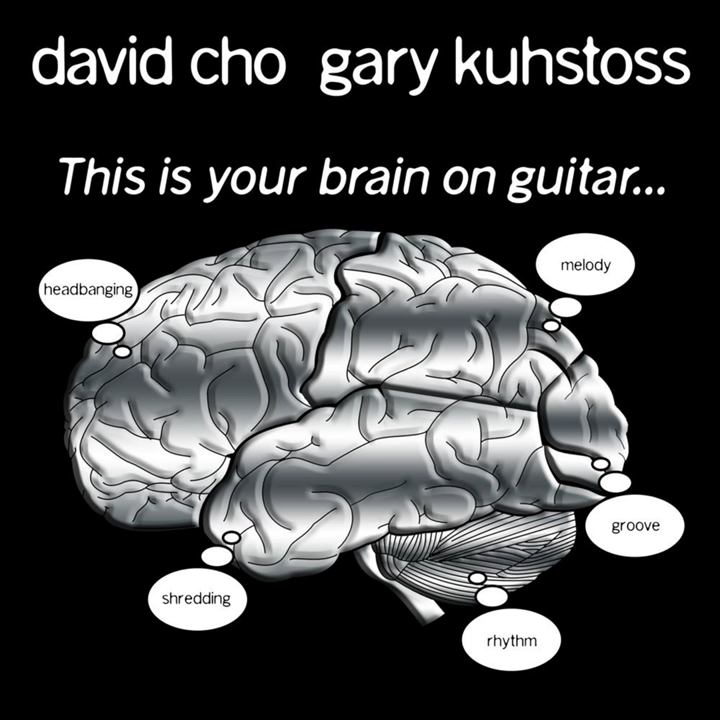 david cho gary kuhstoss
This is your brain on guitar...
melody
headbanging
groove
shredding
rhythm